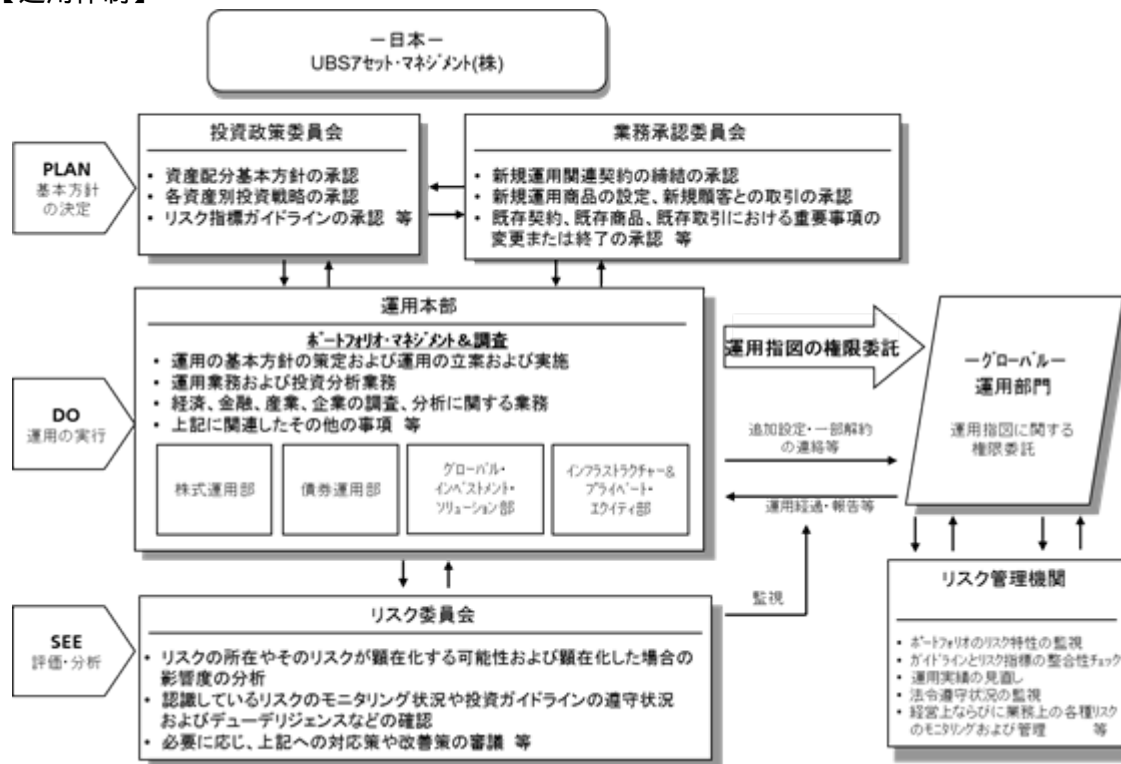 【運用体制】
ー日本ー
UBSアセット・マネジメント(株)
PLAN
基本方針
の決定
投資政策委員会
・ 資産配分基本方針の承認
・ 各資産別投資戦略の承認
・ リスク指標ガイドラインの承認 等
業務承認委員会
・ 新規運用関連契約の締結の承認
・ 新規運用商品の設定、新規顧客との取引の承認
・ 既存契約、既存商品、既存取引における重要事項の
変更または終了の承認 等
DO
運用の実行
運用本部
ポートフォリオ・マネジメント&調査
・ 運用の基本方針の策定および運用の立案および実施
・ 運用業務および投資分析業務
・ 経済、金融、産業、企業の調査、分析に関する業務
・ 上記に関連したその他の事項 等
株式運用部
債券運用部
グローバル・
インベストメント・
ソリューション部
インフラストラクチャー&
プライベート・
エクイティ部
運用指図の権限委託
追加設定・一部解約
の連絡等
運用経過・報告等
監視
ーグローバルー
運用部門
運用指図に関する
権限委託
SEE
評価・分析
リスク委員会
・ リスクの所在やそのリスクが顕在化する可能性および顕在化した場合の
影響度の分析
・ 認識しているリスクのモニタリング状況や投資ガイドラインの遵守状況
およびデューデリジェンスなどの確認
・ 必要に応じ、上記への対応策や改善策の審議 等
リスク管理機関
・ ポートフォリオのリスク特性の監視
・ ガイドラインとリスク指標の整合性チェック
・ 運用実績の見直し
・ 法令遵守状況の監視
・ 経営上ならびに業務上の各種リスク
のモニタリングおよび管理 等